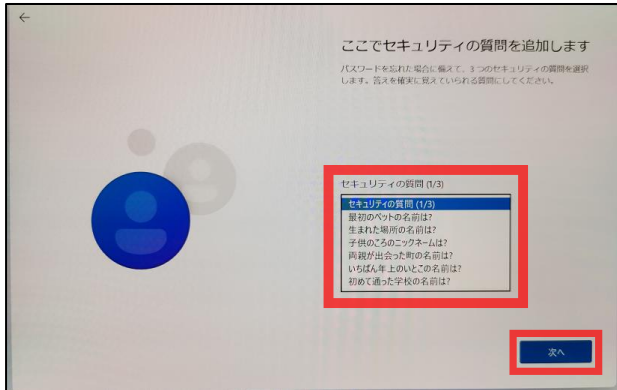 ここでセキュリティの質問を追加します
パスワードを忘れた場合に備えて、3 つのセキュリティの質問を選択
します。答えを確実に覚えていられる質問にしてください。
セキュリティの質問 (1/3)
セキュリティの質問 (1/3)
最初のペットの名前は?
生まれた場所の名前は?
子供のころのニックネームは?
両親が出会った町の名前は?
いちばん年上のいとこの名前は?
初めて通った学校の名前は?
次へ